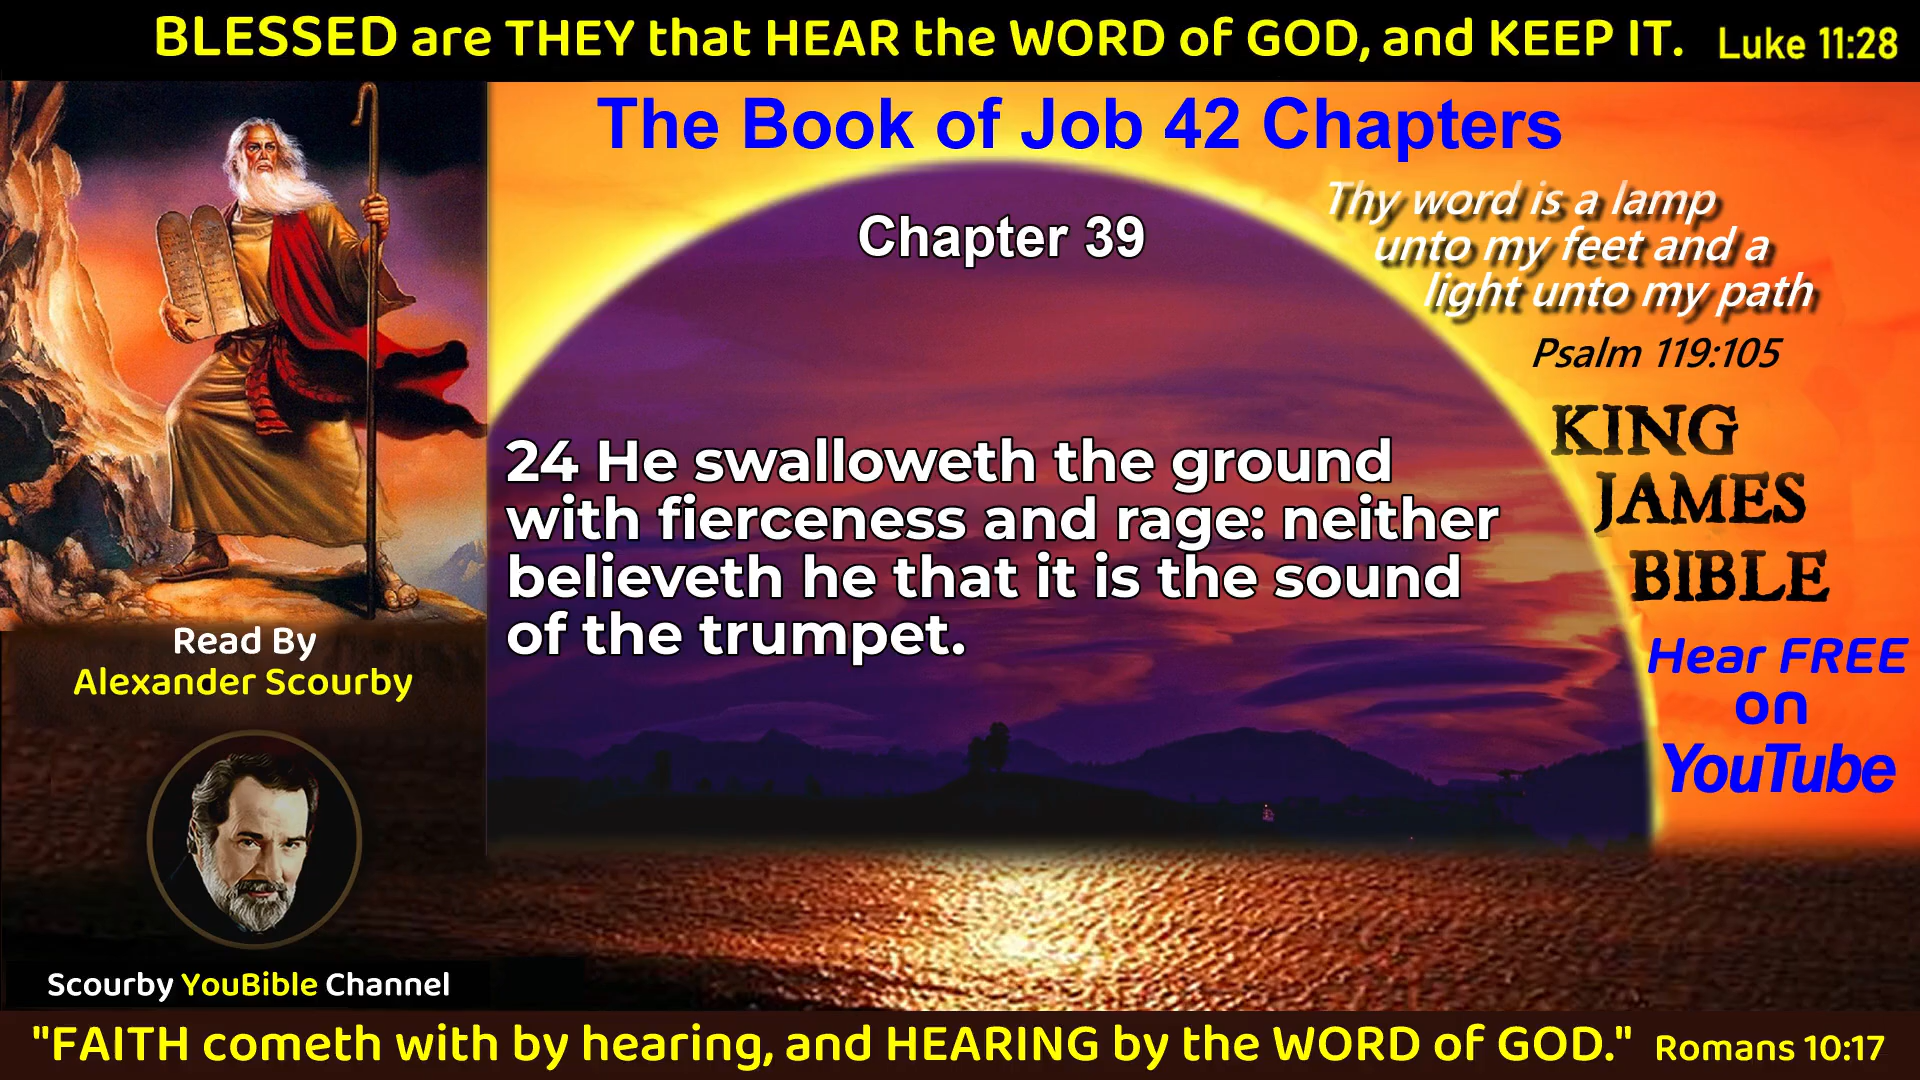 BLESSED are THEY that HEAR the WORD of GOD, and KEEP IT. Luke 11:28
The Book of Job 42 Chapters
Chapter 39
Thy word is a lamp
unto my feet and a
light unto my path
Psalm 119:105
KING
JAMES
BIBLE
24 He swalloweth the ground
with fierceness and rage: neither
believeth he that it is the sound
of the trumpet.
Hear FREE
on
YouTube
Read By
Alexander Scourby
Scourby YouBible Channel
"FAITH cometh with by hearing, and HEARING by the WORD of GOD." Romans 10:17